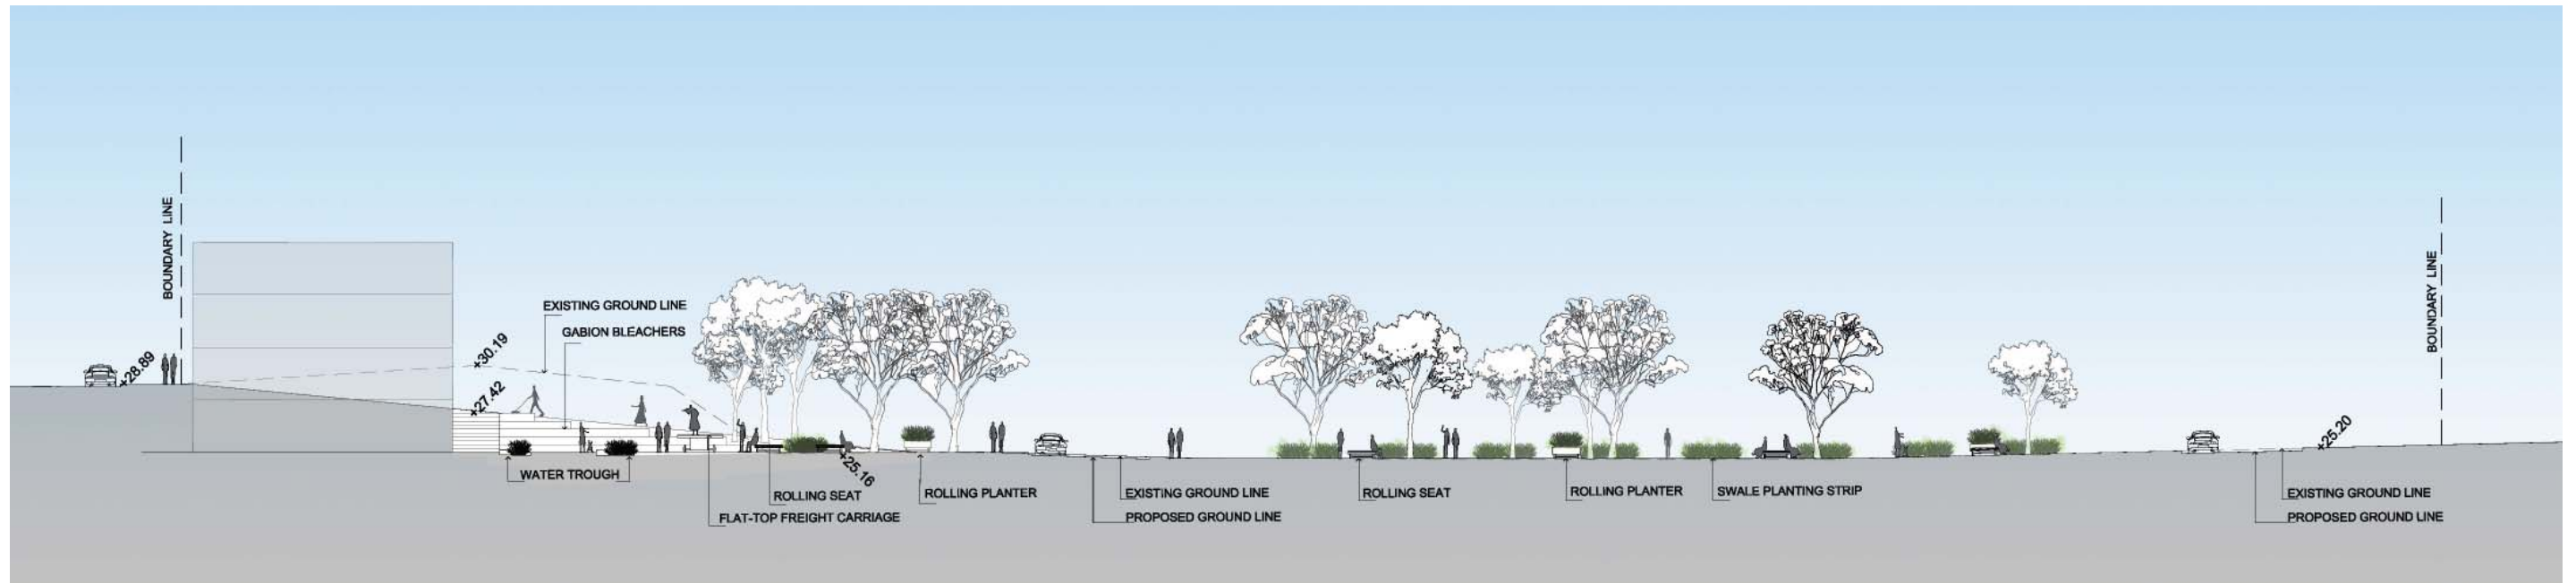 BOUNDARY LINE
+28.89
+30.19
+27.42
EXISTING GROUND LINE
GABION BLEACHERS
WATER TROUGH
ROLLING SEAT
FLAT-TOP FREIGHT CARRIAGE
+25.16
ROLLING PLANTER
EXISTING GROUND LINE
PROPOSED GROUND LINE
ROLLING SEAT
ROLLING PLANTER
SWALE PLANTING STRIP
+25.20
BOUNDARY LINE
EXISTING GROUND LINE
PROPOSED GROUND LINE